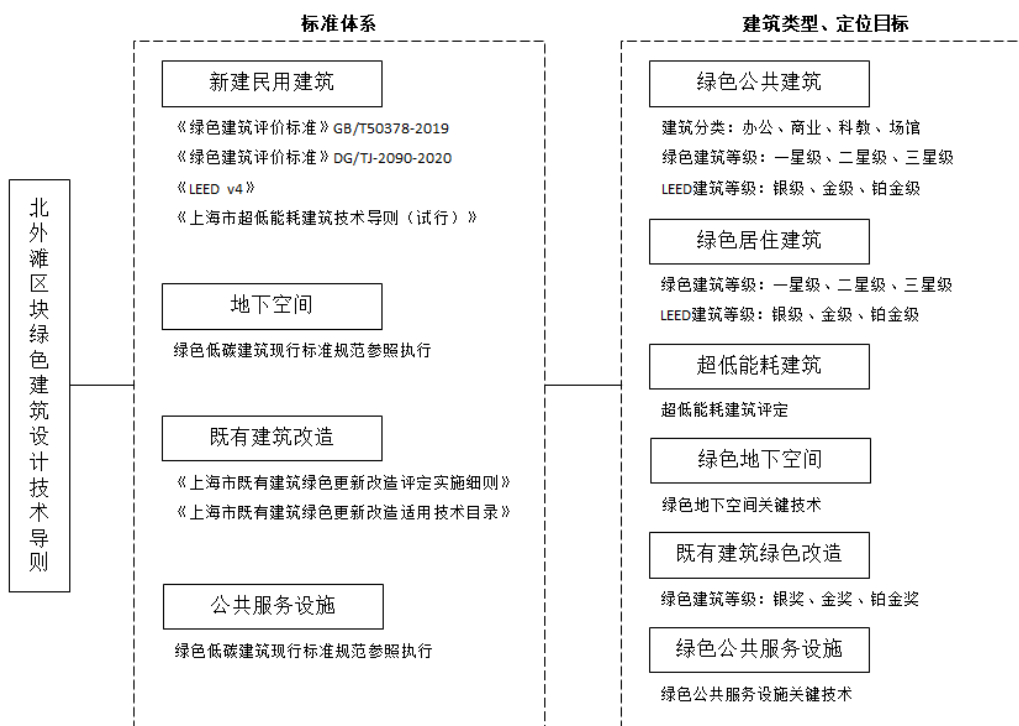 北外滩区块绿色建筑设计技术导则
标准体系
新建民用建筑
《绿色建筑评价标准》GB/T50378-2019
《绿色建筑评价标准》DG/TJ-2090-2020
《LEED v4》
《上海市超低能耗建筑技术导则（试行）》
地下空间
绿色低碳建筑现行标准规范参照执行
既有建筑改造
《上海市既有建筑绿色更新改造评定实施细则》
《上海市既有建筑绿色更新改造适用技术目录》
公共服务设施
绿色低碳建筑现行标准规范参照执行
建筑类型、定位目标
绿色公共建筑
建筑分类：办公、商业、科教、场馆
绿色建筑等级：一星级、二星级、三星级
LEED建筑等级：银级、金级、铂金级
绿色居住建筑
绿色建筑等级：一星级、二星级、三星级
LEED建筑等级：银级、金级、铂金级
超低能耗建筑
超低能耗建筑评定
绿色地下空间
绿色地下空间关键技术
既有建筑绿色改造
绿色建筑等级：银奖、金奖、铂金奖
绿色公共服务设施
绿色公共服务设施关键技术